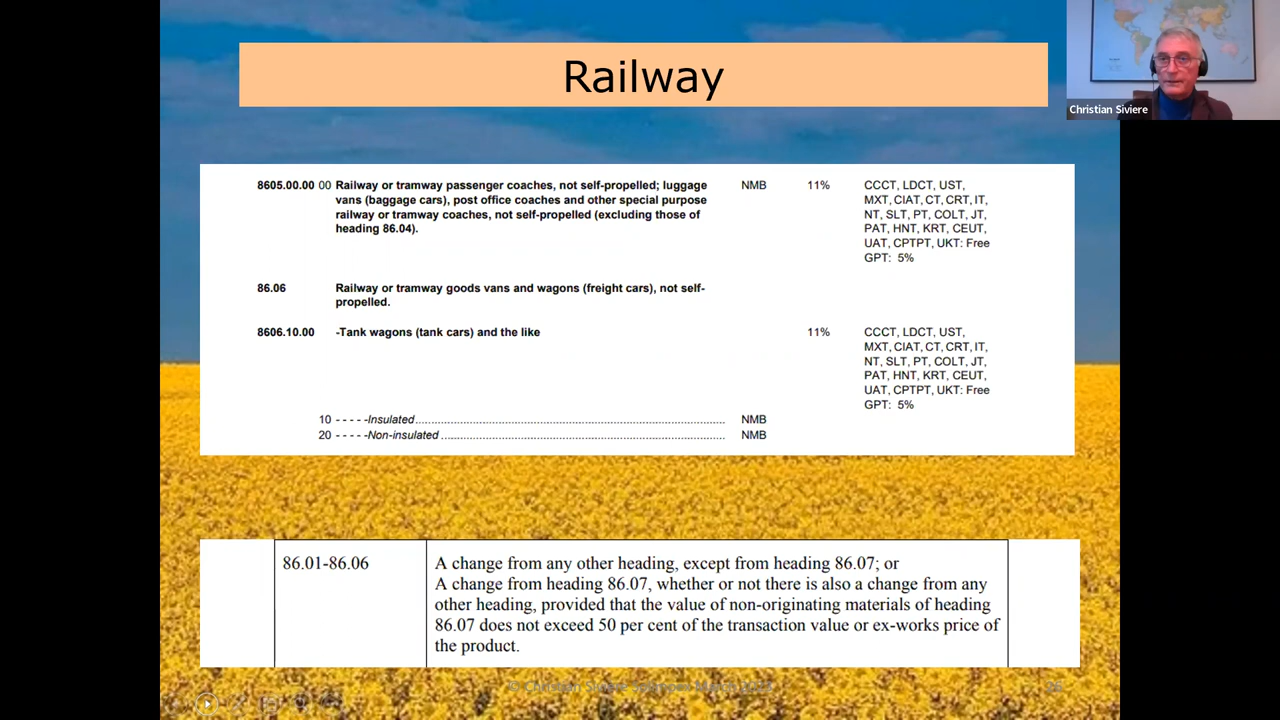 Railway
Christian Siviere
8605.00.00 00 Railway or tramway passenger coaches, not self-propelled; luggage NMB 11% CCCT, LDCT, UST,
vans (baggage cars), post office coaches and other special purpose MXT, CIAT, CT, CRT, IT,
railway or tramway coaches, not self-propelled (excluding those of NT, SLT, PT, COLT, JT,
heading 86.04). PAT, HNT, KRT, CEUT,
UAT, CPTPT, UKT: Free
GPT: 5%
86.06 Railway or tramway goods vans and wagons (freight cars), not self-
propelled.
8606.10.00 -Tank wagons (tank cars) and the like 11% CCCT, LDCT, UST,
MXT, CIAT, CT, CRT, IT,
NT, SLT, PT, COLT, JT,
PAT, HNT, KRT, CEUT,
UAT, CPTPT, UKT: Free
GPT: 5%
10 - - - - -Insulated NMB
20 - - - - -Non-insulated NMB
86.01-86.06 A change from any other heading, except from heading 86.07; or
A change from heading 86.07, whether or not there is also a change from any
other heading, provided that the value of non-originating materials of heading
86.07 does not exceed 50 per cent of the transaction value or ex-works price of
the product.
© Christian Siviere